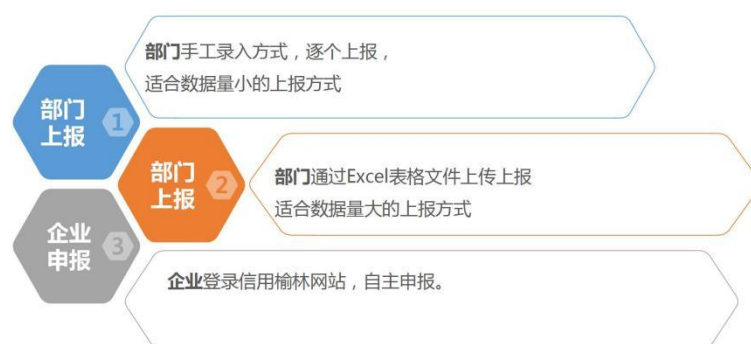 部门手工录入方式，逐个上报，
适合数据量小的上报方式
部门
上报
1
部门
上报
2
部门通过Excel表格文件上传上报
适合数据量大的上报方式
企业
申报
3
企业登录信用榆林网站，自主申报。